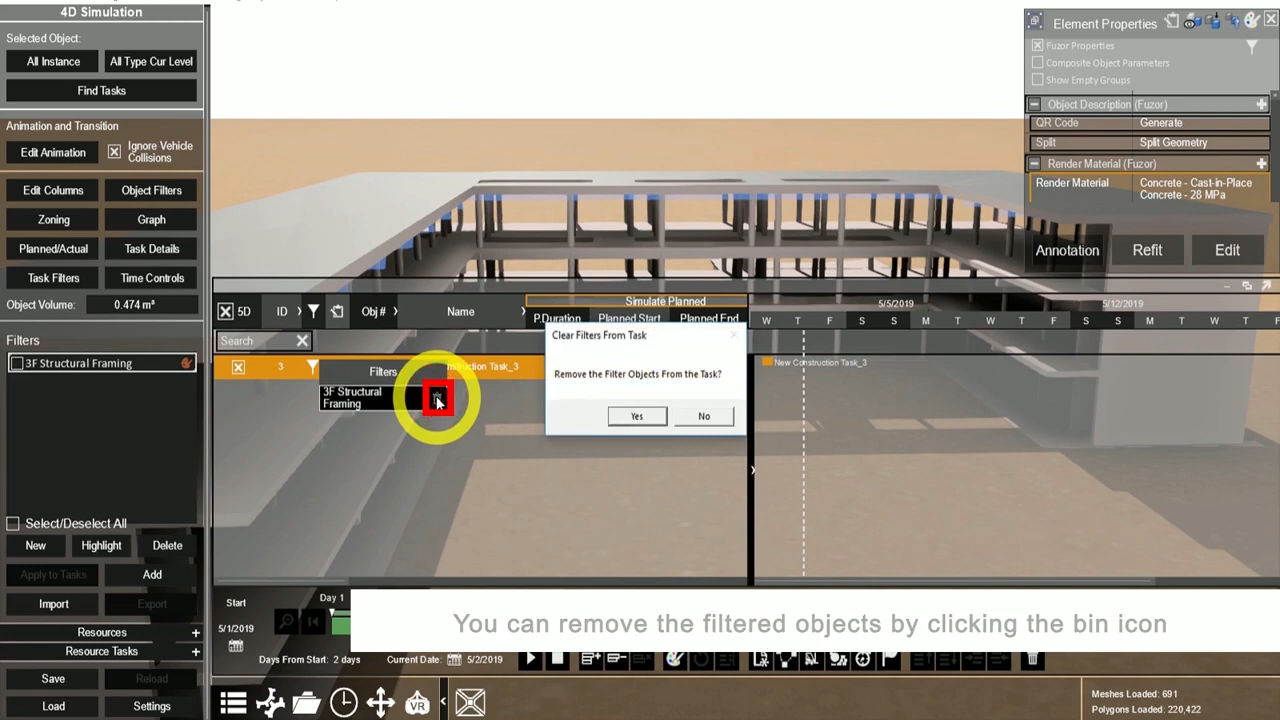 4D Simulation
Selected Object:
All Instance
All Type Cur Level
Find Tasks
Animation and Transition
Edit Animation
Ignore Vehicle
Collisions
Edit Columns
Object Filters
Zoning
Graph
Planned/Actual
Task Details
Task Filters
Time Controls
Object Volume:
0.474 m³
Filters
3F Structural Framing
Select/Deselect All
New
Highlight
Delete
Apply to Tasks
Add
Import
Export
Resources +
Resource Tasks +
Save
Reload
Load
Settings
Element Properties
Fuzor Properties
Composite Object Parameters
Show Empty Groups
Object Description (Fuzor)
QR Code
Generate
Split
Split Geometry
Render Material (Fuzor)
Render Material
Concrete - Cast-in-Place
Concrete - 28 MPa
Annotation
Refit
Edit
5D
ID
Obj #
Name
Simulate Planned
P.Duration
Planned Start
Planned End
5/5/2019
5/12/2019
W T F S S M T W T F S S M T W T F
Search
3
Filters
3F Structural
Framing
nstruction Task_3
New Construction Task_3
Clear Filters From Task
Remove the Filter Objects From the Task?
Yes
No
Start
Day 1
5/1/2019
You can remove the filtered objects by clicking the bin icon
Days From Start: 2 days
Current Date:
5/2/2019
VR
Meshes Loaded: 691
Polygons Loaded: 220,422